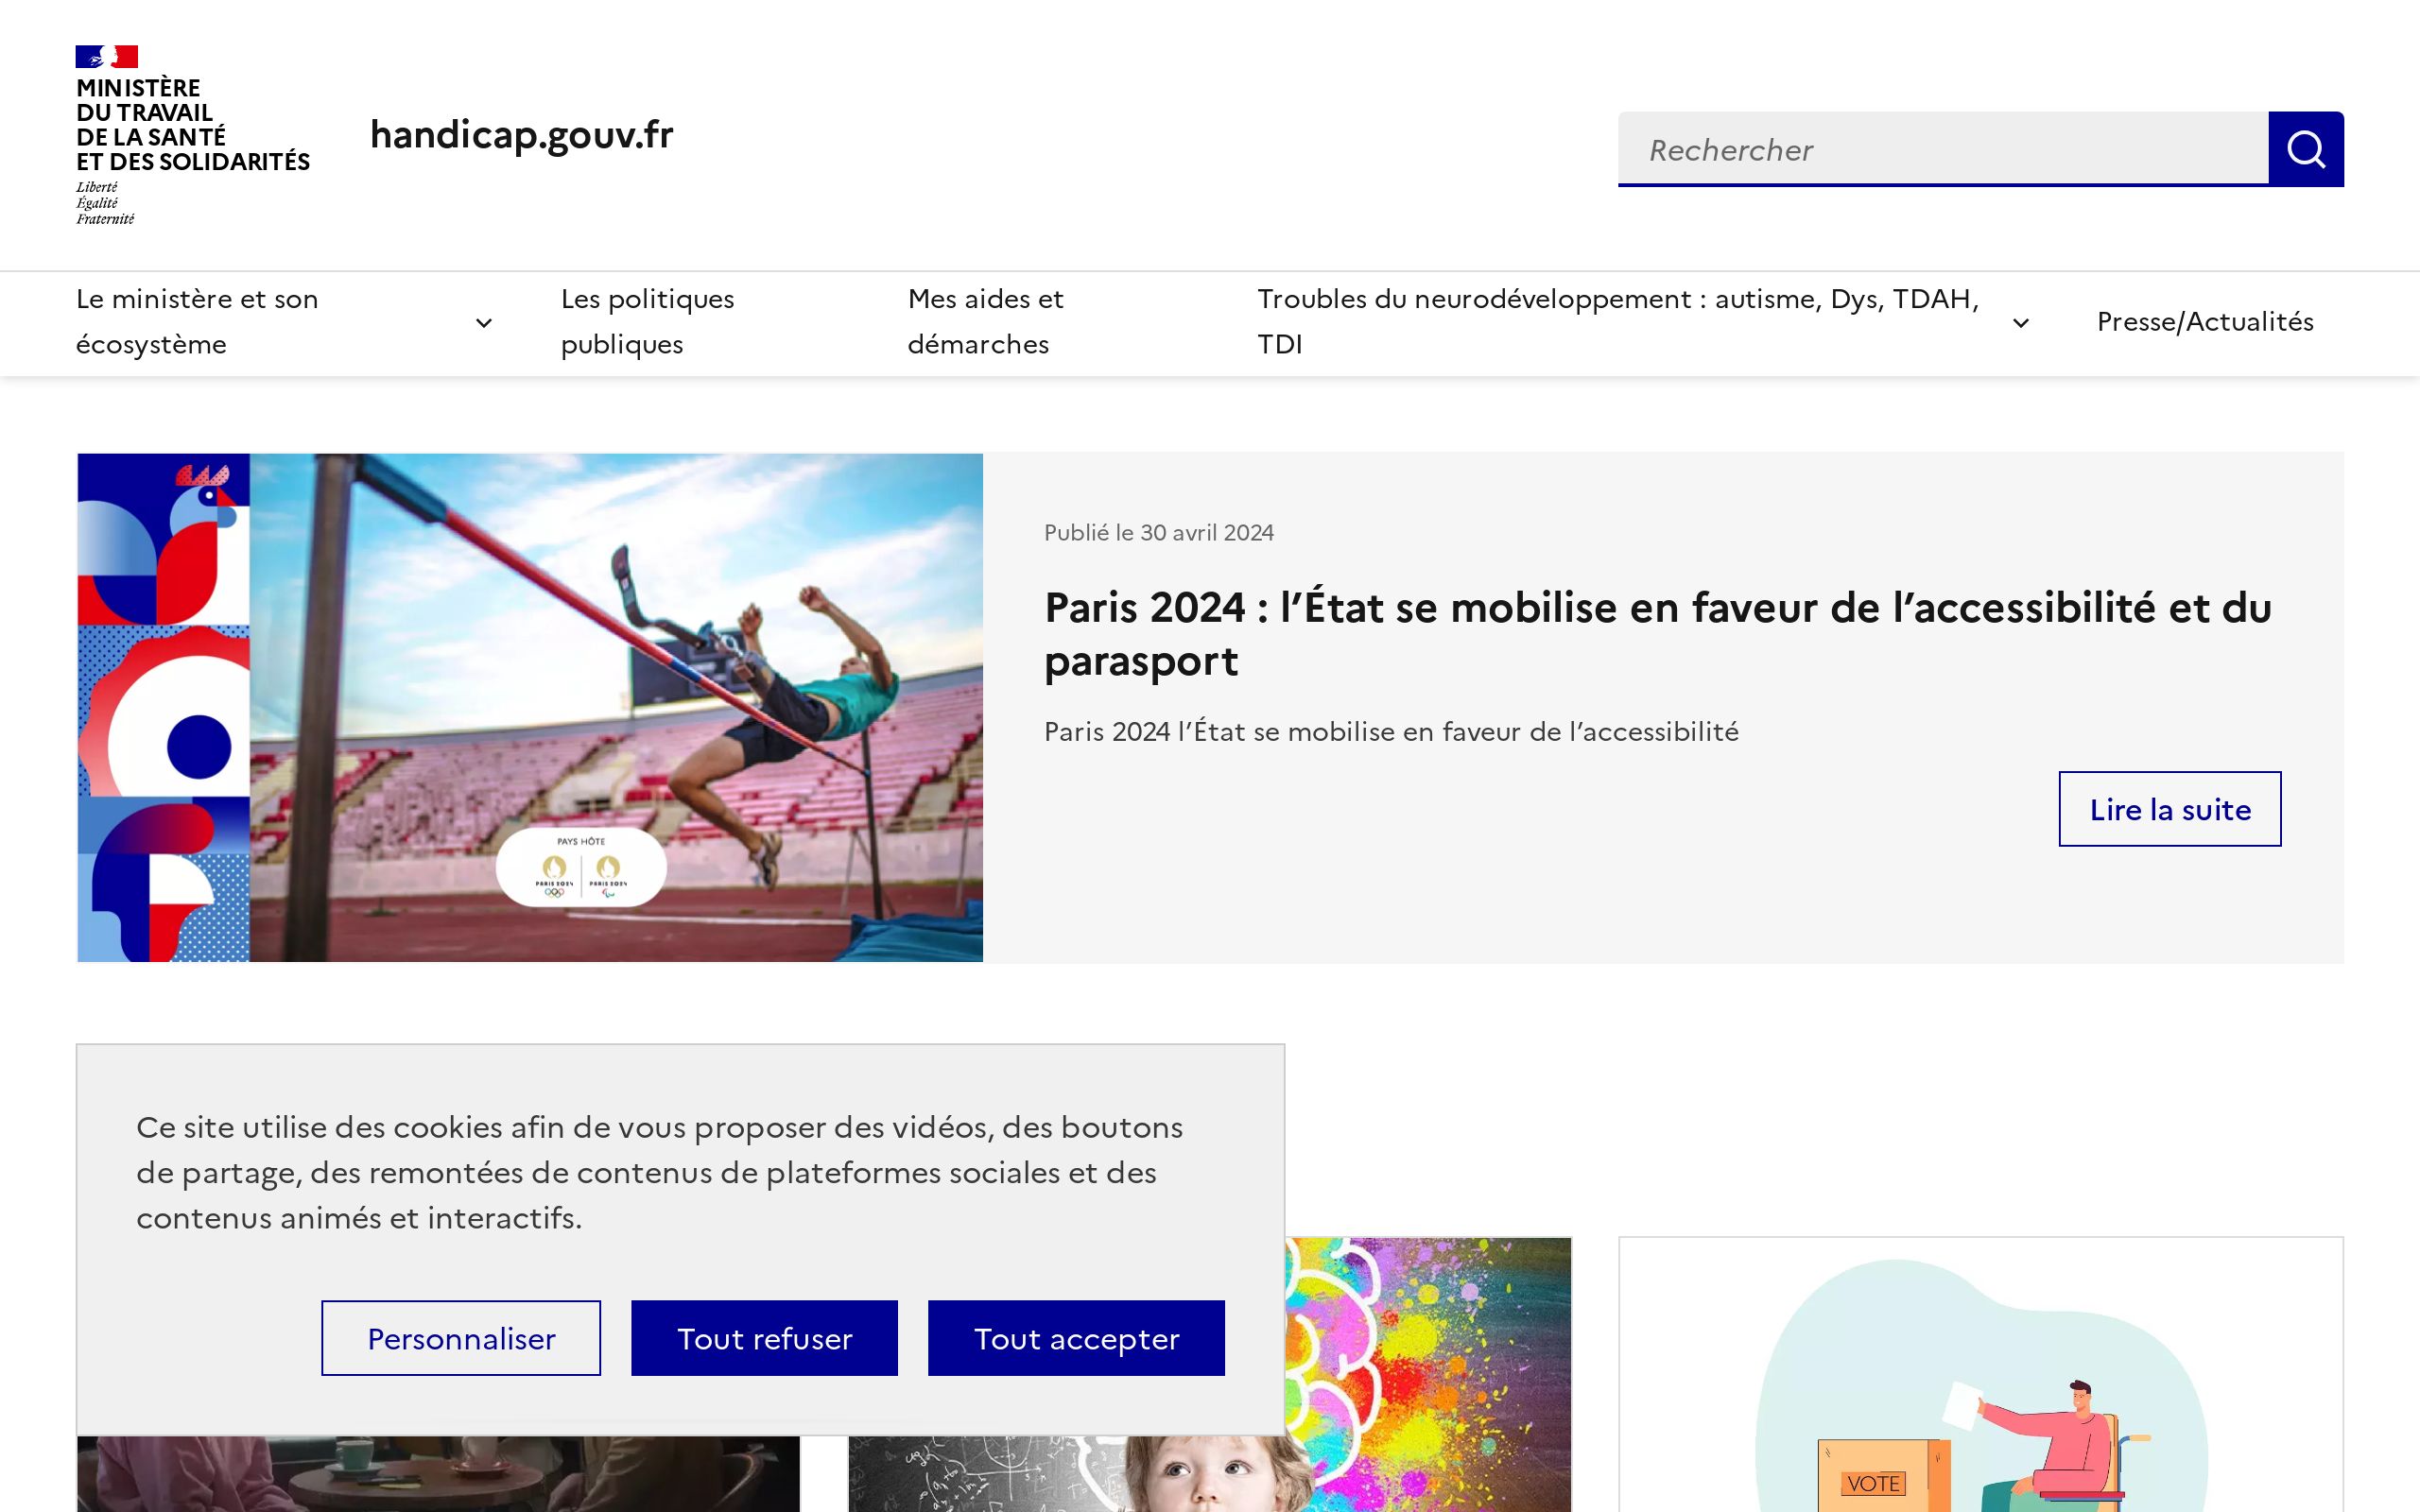 MINISTÈRE
DU TRAVAIL
DE LA SANTÉ
ET DES SOLIDARITÉS
Liberté
Égalité
Fraternité
handicap.gouv.fr
Rechercher
Le ministère et son
écosystème
Les politiques
publiques
Mes aides et
démarches
Troubles du neurodéveloppement : autisme, Dys, TDAH,
TDI
Presse/Actualités
PAYS HÔTE
PARIS 2024 PARIS 2024
Publié le 30 avril 2024
Paris 2024 : l’État se mobilise en faveur de l’accessibilité et du
parasport
Paris 2024 l’État se mobilise en faveur de l’accessibilité
Lire la suite
Ce site utilise des cookies afin de vous proposer des vidéos, des boutons
de partage, des remontées de contenus de plateformes sociales et des
contenus animés et interactifs.
Personnaliser
Tout refuser
Tout accepter
VOTE